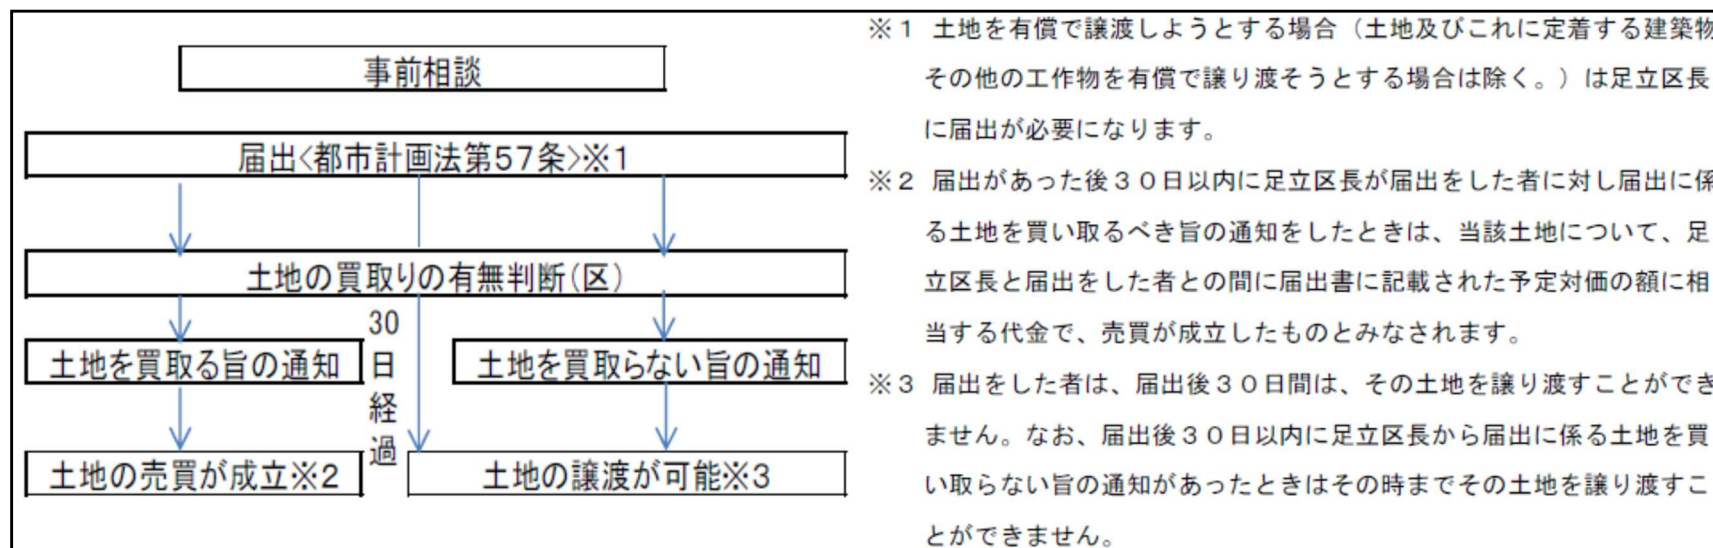 事前相談
届出<都市計画法第57条>※1
土地の買取りの有無判断(区)
30日経過
土地を買取る旨の通知
土地を買取らない旨の通知
土地の売買が成立※2
土地の譲渡が可能※3
※１ 土地を有償で譲渡しようとする場合（土地及びこれに定着する建築物
その他の工作物を有償で譲り渡そうとする場合は除く。）は足立区長
に届出が必要になります。
※２ 届出があった後３０日以内に足立区長が届出をした者に対し届出に係
る土地を買い取るべき旨の通知をしたときは、当該土地について、足
立区長と届出をした者との間に届出書に記載された予定対価の額に相
当する代金で、売買が成立したものとみなされます。
※３ 届出をした者は、届出後３０日間は、その土地を譲り渡すことができ
ません。なお、届出後３０日以内に足立区長から届出に係る土地を買
い取らない旨の通知があったときはその時までその土地を譲り渡すこ
とができません。